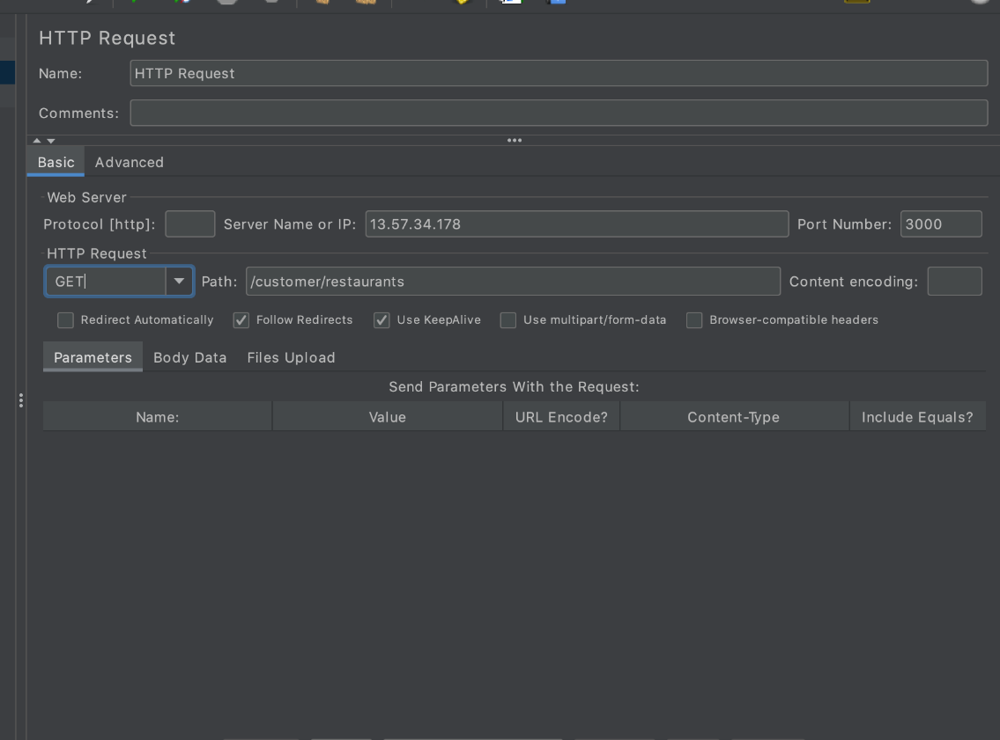 HTTP Request
Name: HTTP Request
Comments:
Basic Advanced
Web Server
Protocol [http]: Server Name or IP: 13.57.34.178 Port Number: 3000
HTTP Request
GET Path: /customer/restaurants Content encoding:
Redirect Automatically Follow Redirects Use KeepAlive Use multipart/form-data Browser-compatible headers
Parameters Body Data Files Upload
Send Parameters With the Request:
Name: Value URL Encode? Content-Type Include Equals?